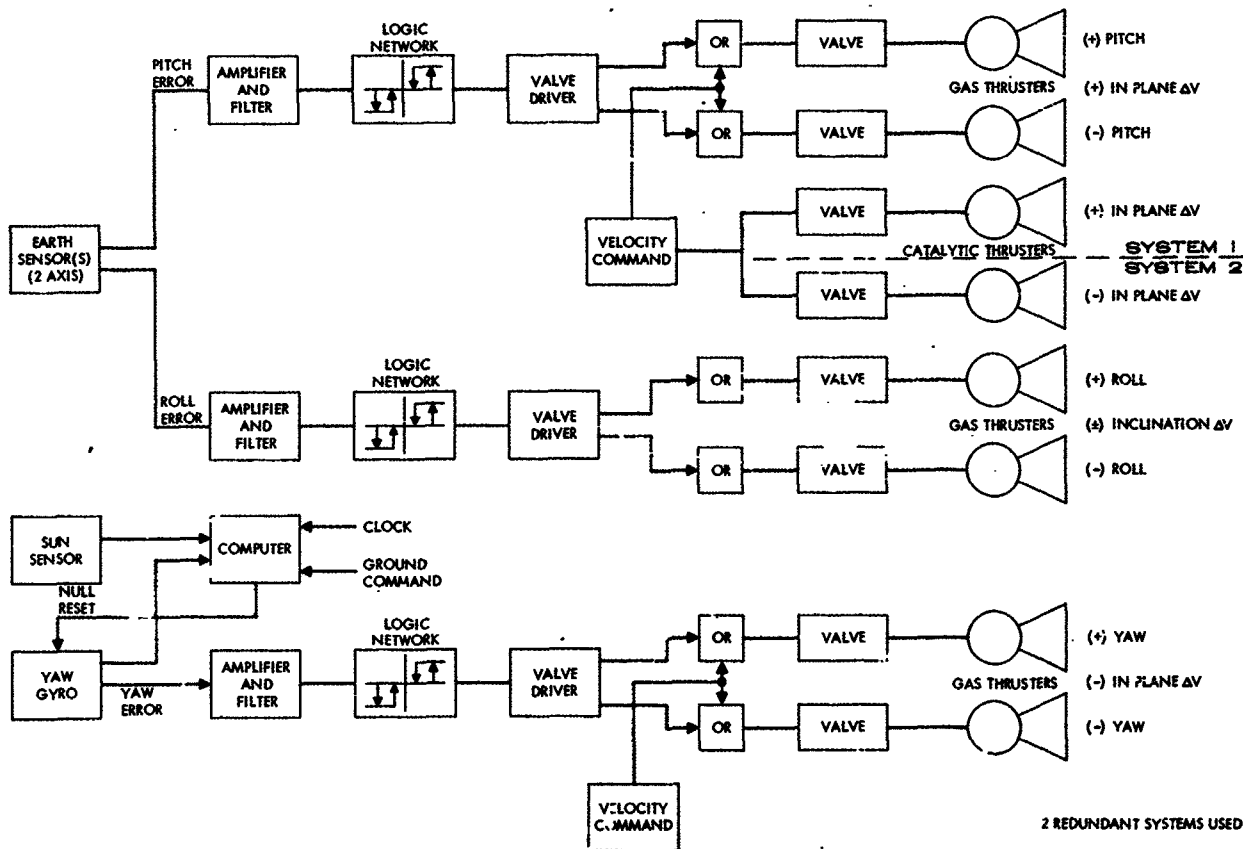 LOGIC
NETWORK
PITCH
ERROR
AMPLIFIER
AND
FILTER
VALVE
DRIVER
OR
VALVE
(+) PITCH
GAS THRUSTERS
(+) IN PLANE ΔV
OR
VALVE
(-) PITCH
EARTH
SENSOR(S)
(2 AXIS)
VELOCITY
COMMAND
VALVE
(+) IN PLANE ΔV
CATALYTIC THRUSTERS
SYSTEM 1
SYSTEM 2
VALVE
(-) IN PLANE ΔV
LOGIC
NETWORK
ROLL
ERROR
AMPLIFIER
AND
FILTER
VALVE
DRIVER
OR
VALVE
(+) ROLL
GAS THRUSTERS
(±) INCLINATION ΔV
OR
VALVE
(-) ROLL
SUN
SENSOR
COMPUTER
CLOCK
GROUND
COMMAND
NULL
RESET
LOGIC
NETWORK
YAW
GYRO
YAW
ERROR
AMPLIFIER
AND
FILTER
VALVE
DRIVER
OR
VALVE
(+) YAW
GAS THRUSTERS
(-) IN PLANE ΔV
OR
VALVE
(-) YAW
VELOCITY
COMMAND
2 REDUNDANT SYSTEMS USED